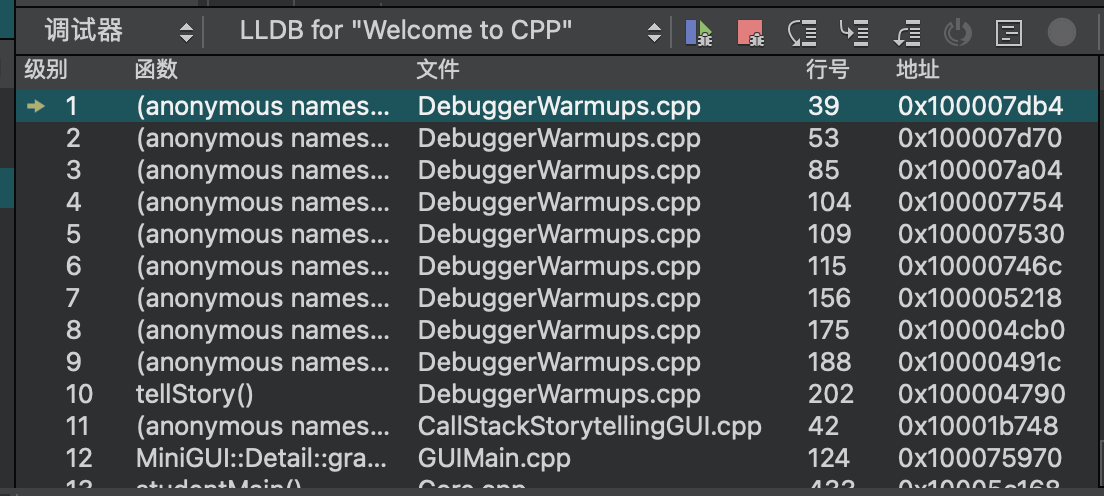 调试器 LLDB for "Welcome to CPP"
级别 函数 文件 行号 地址
1 (anonymous names... DebuggerWarmups.cpp 39 0x100007db4
2 (anonymous names... DebuggerWarmups.cpp 53 0x100007d70
3 (anonymous names... DebuggerWarmups.cpp 85 0x100007a04
4 (anonymous names... DebuggerWarmups.cpp 104 0x100007754
5 (anonymous names... DebuggerWarmups.cpp 109 0x100007530
6 (anonymous names... DebuggerWarmups.cpp 115 0x10000746c
7 (anonymous names... DebuggerWarmups.cpp 156 0x100005218
8 (anonymous names... DebuggerWarmups.cpp 175 0x100004cb0
9 (anonymous names... DebuggerWarmups.cpp 188 0x10000491c
10 tellStory() DebuggerWarmups.cpp 202 0x100004790
11 (anonymous names... CallStackStorytellingGUI.cpp 42 0x10001b748
12 MiniGUI::Detail::gra... GUIMain.cpp 124 0x100075970
studentMain()